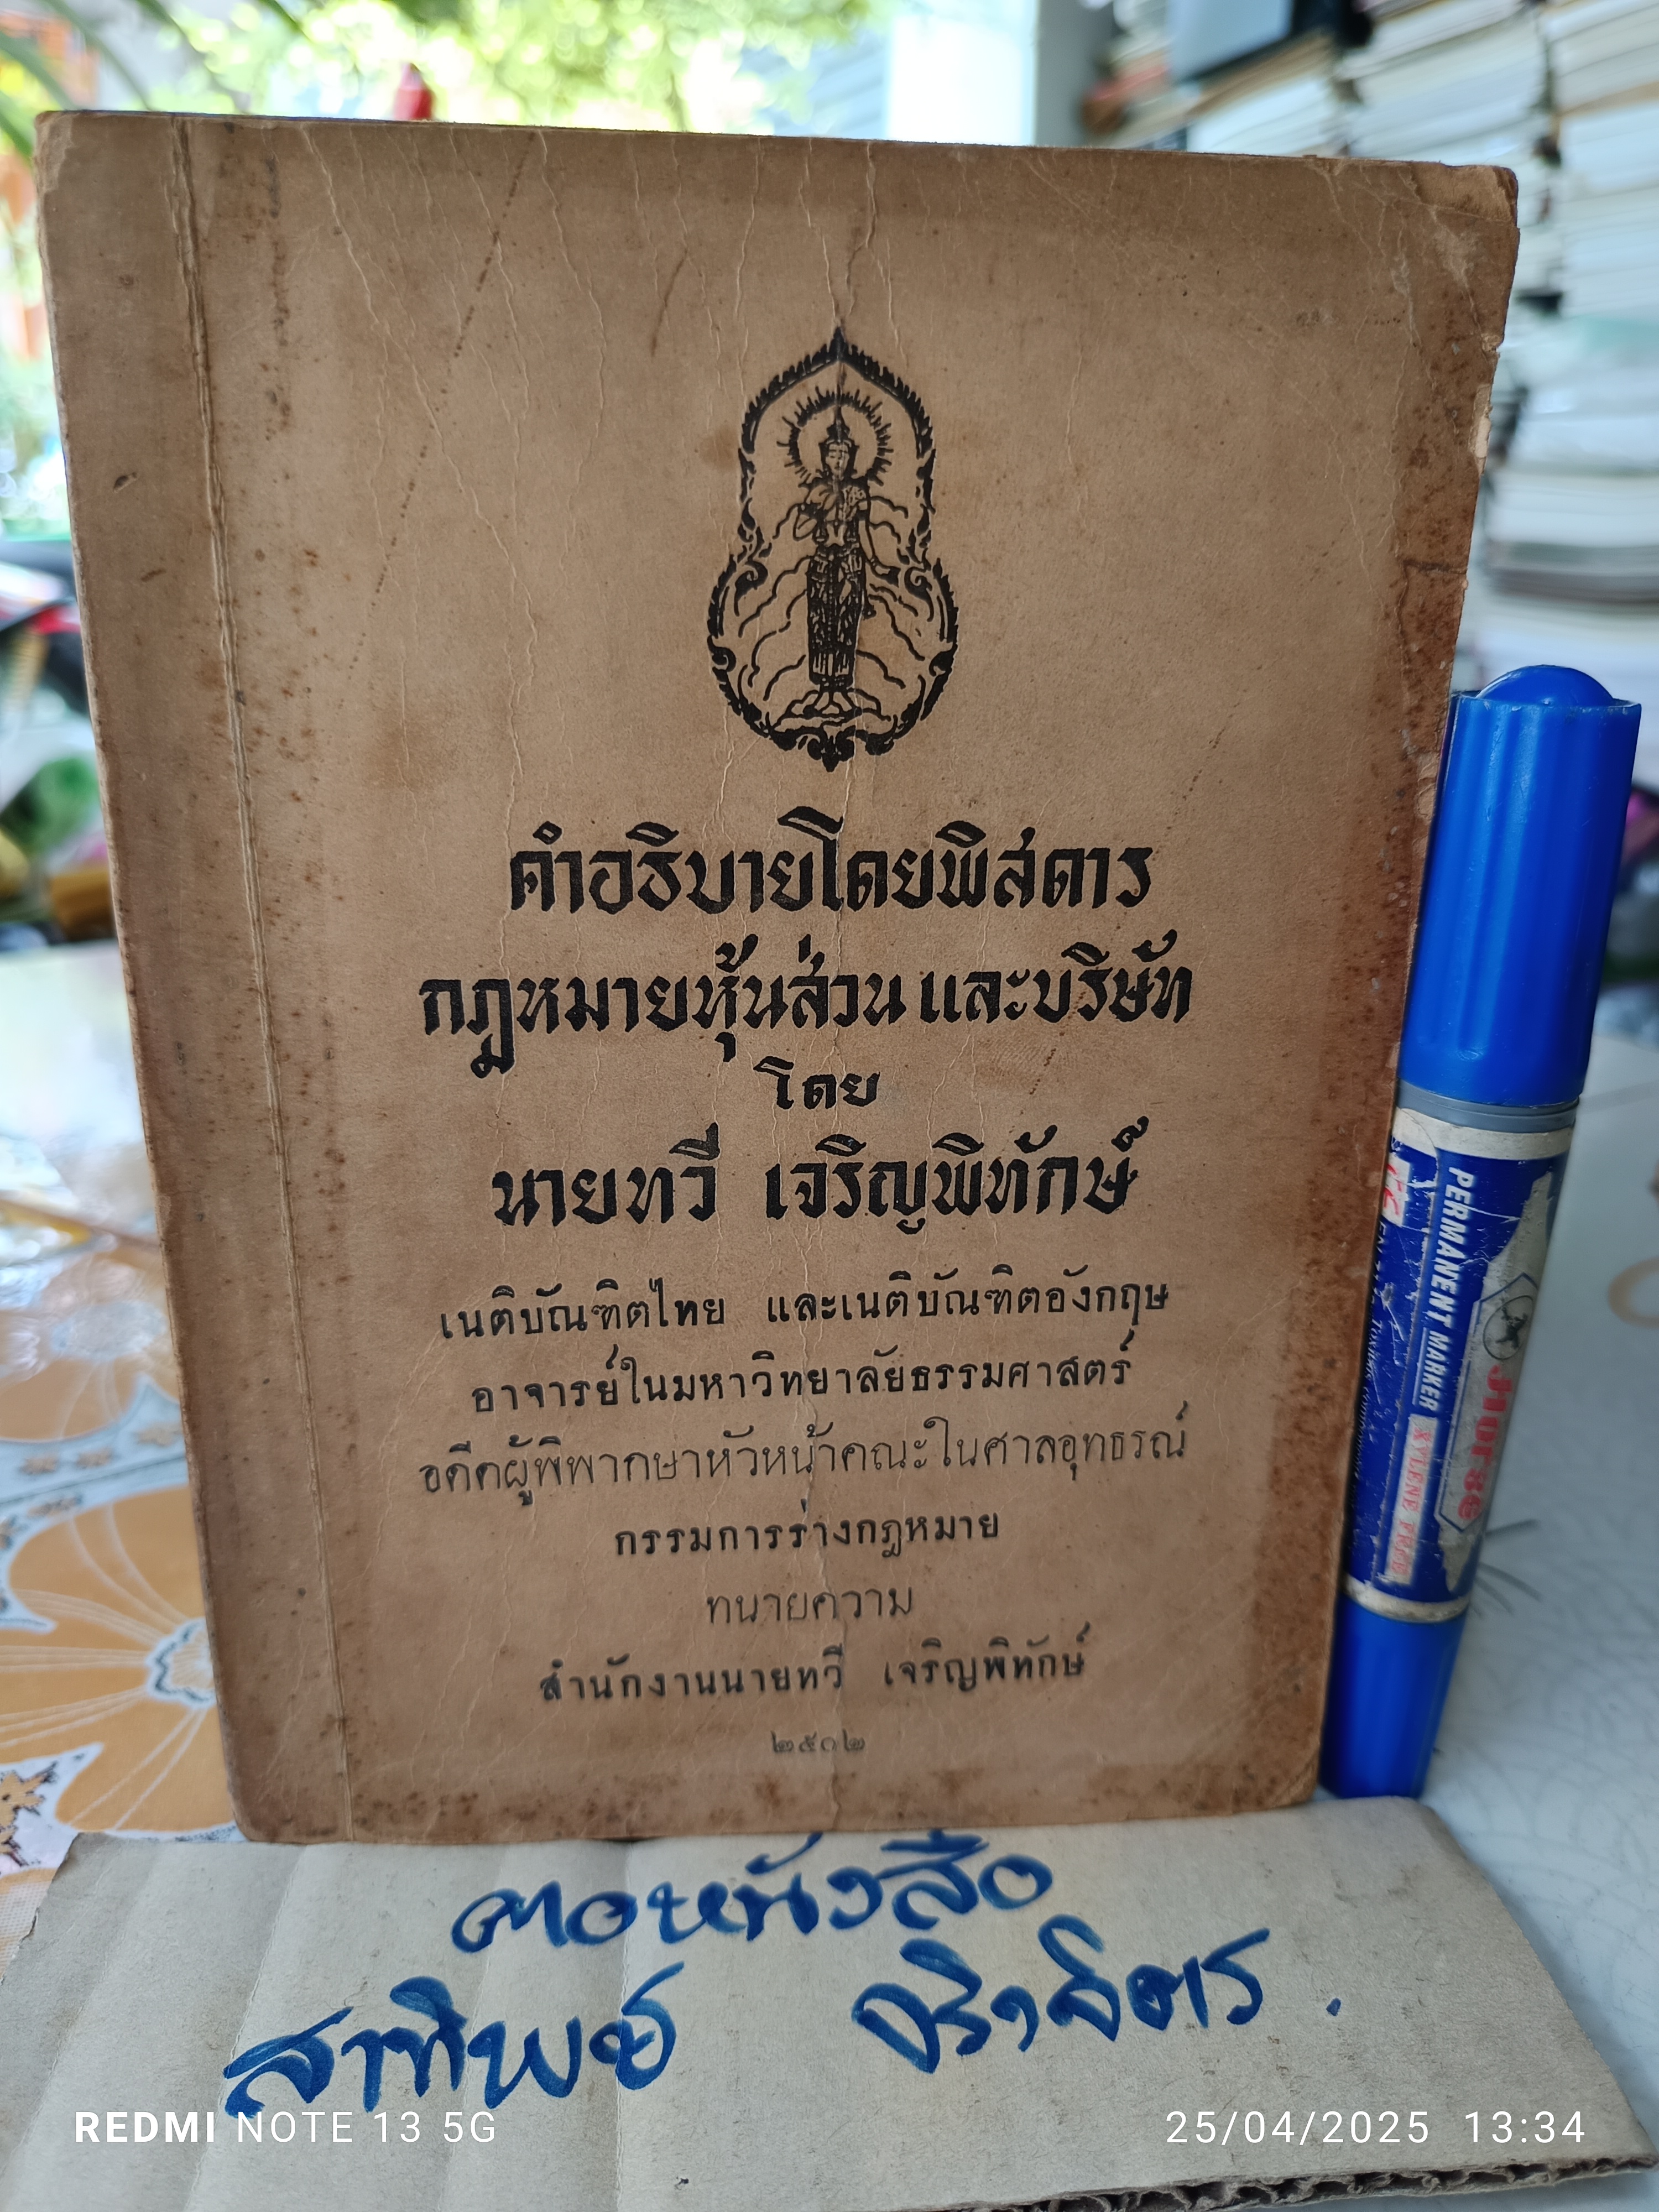 คำอธิบายโดยพิสดาร
กฎหมายหุ้นส่วนและบริษัท
โดย
นายทวี เจริญพิทักษ์
เนติบัณฑิตไทย และเนติบัณฑิตอังกฤษ
อาจารย์ในมหาวิทยาลัยธรรมศาสตร์
อดีตผู้พิพากษาหัวหน้าคณะในศาลอุทธรณ์
กรรมการร่างกฎหมาย
ทนายความ
สำนักงานนายทวี เจริญพิทักษ์
๒๕๑๒
PERMANENT MARKER
Horse
XYLENE FREE
หนังสือ
REDMI NOTE 13 5G
25/04/2025 13:34